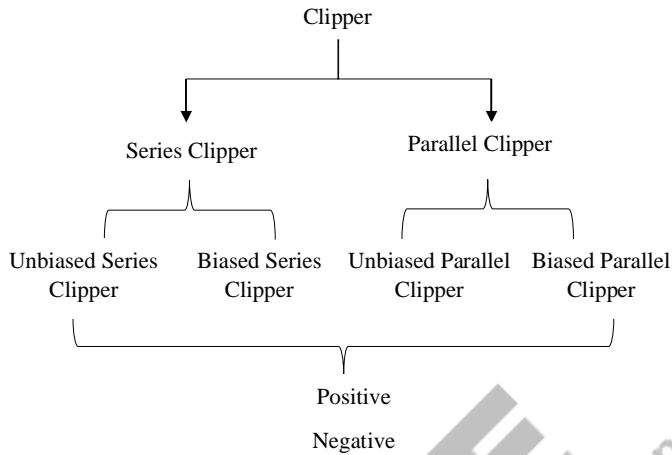 Clipper
Series Clipper
Parallel Clipper
Unbiased Series
Clipper
Biased Series
Clipper
Unbiased Parallel
Clipper
Biased Parallel
Clipper
Positive
Negative